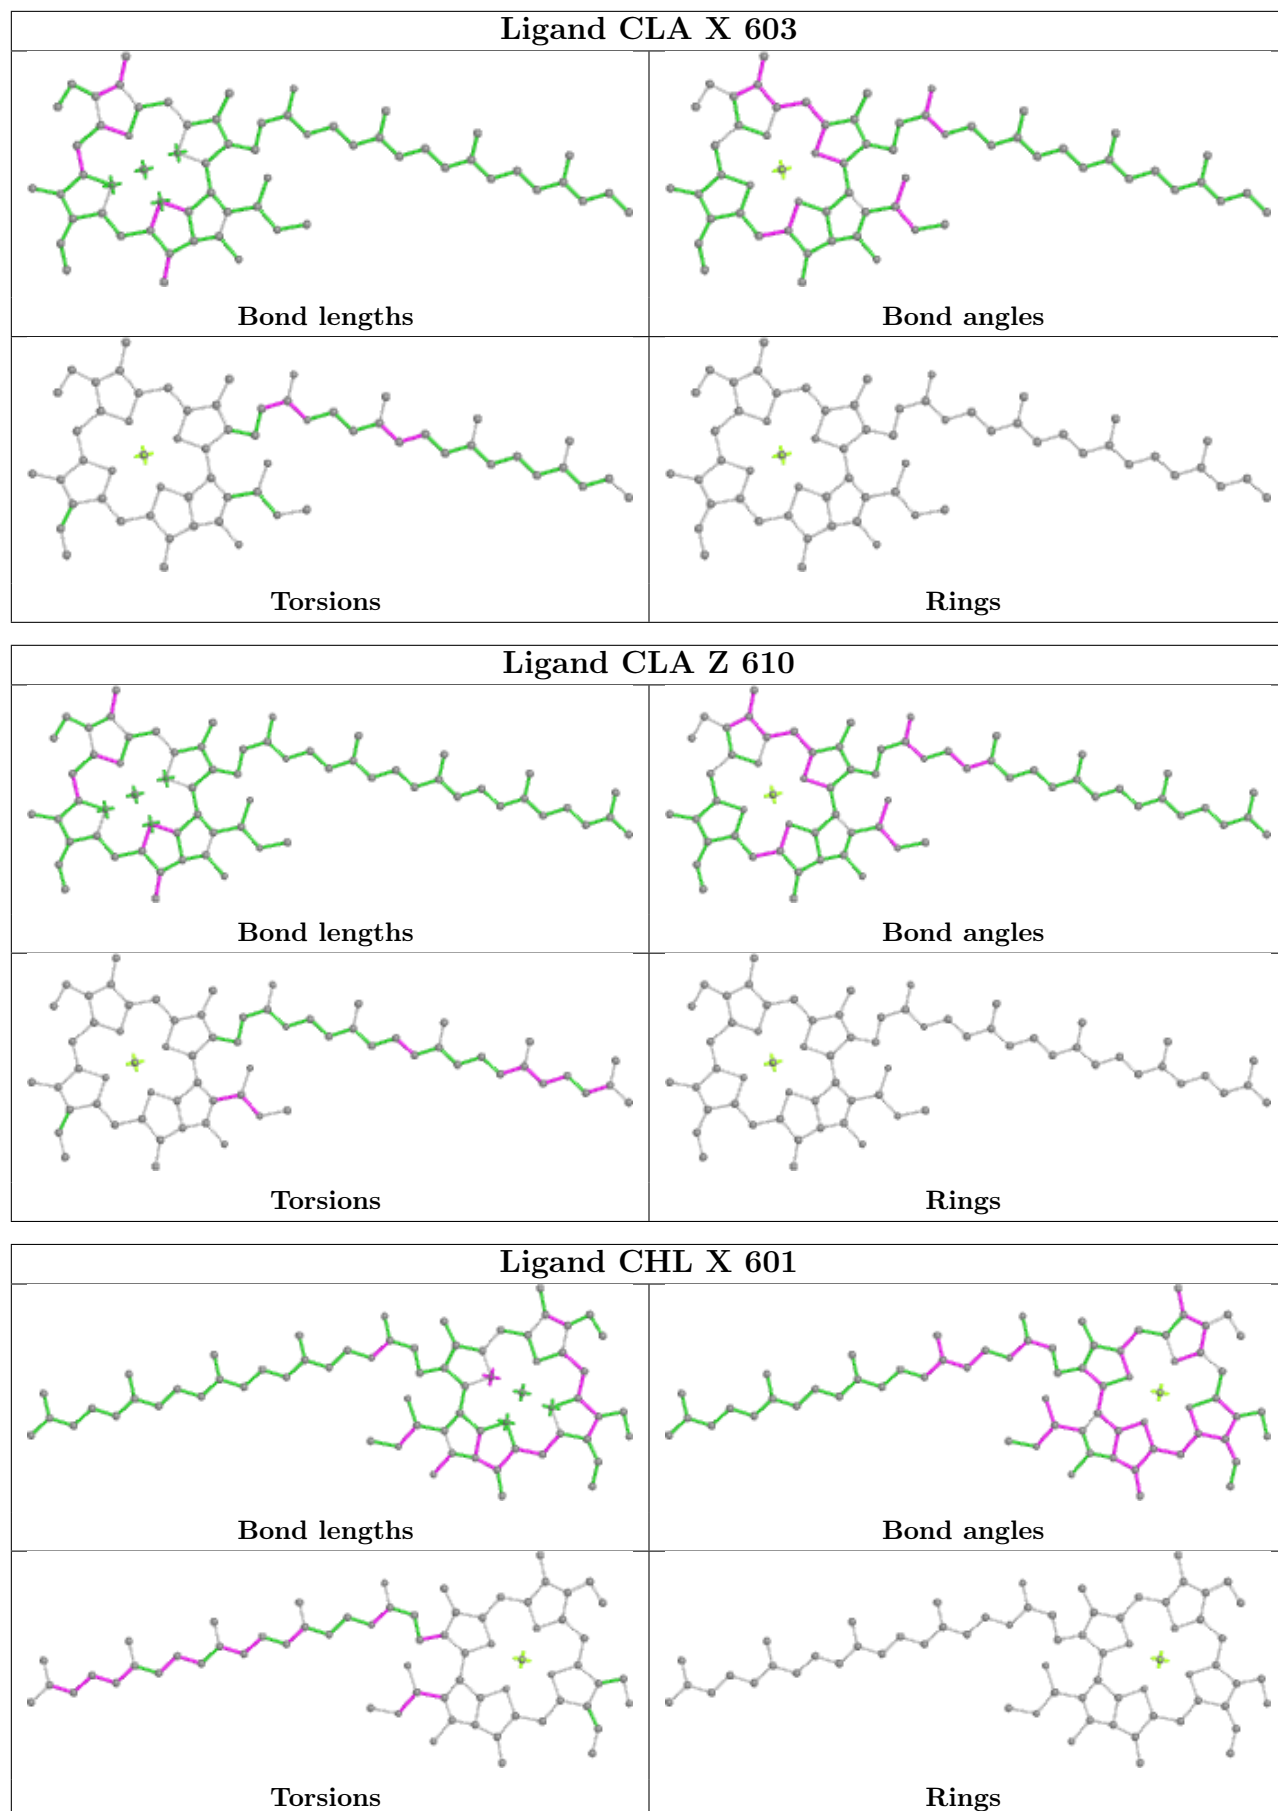 Ligand CLA X 603
Bond lengths
Bond angles
Torsions
Rings
Ligand CLA Z 610
Bond lengths
Bond angles
Torsions
Rings
Ligand CHL X 601
Bond lengths
Bond angles
Torsions
Rings